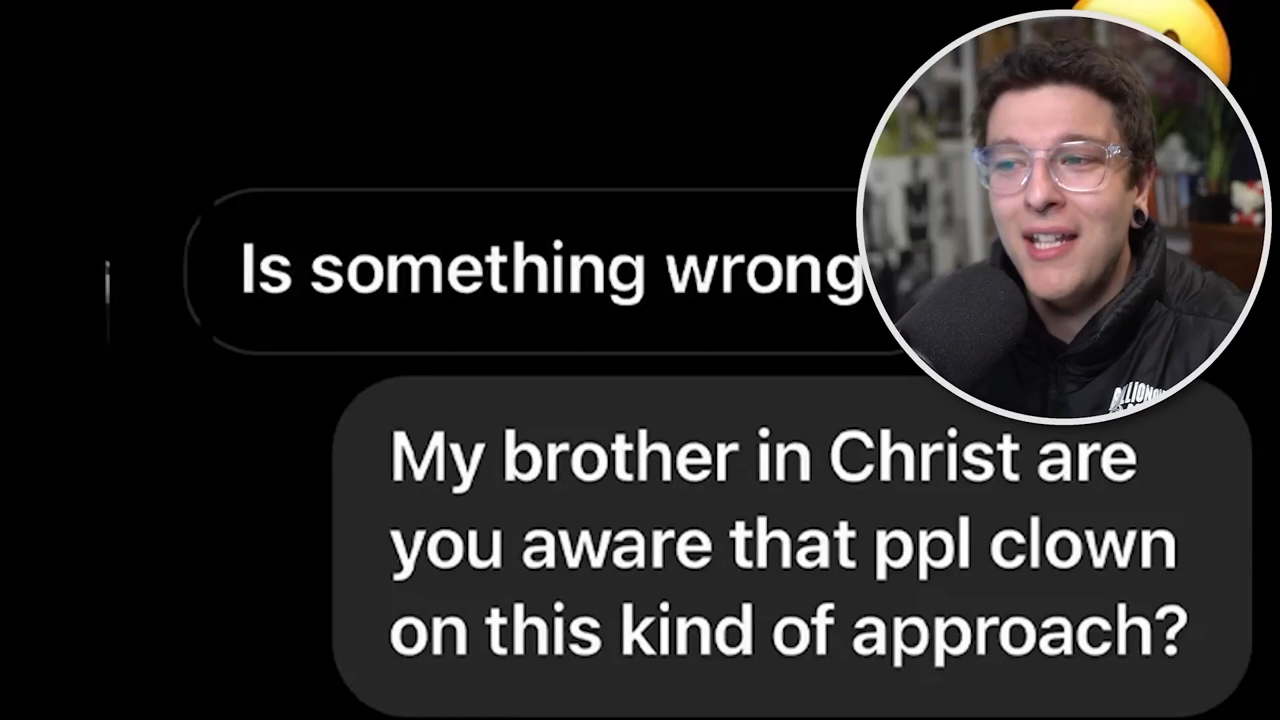 Is something wrong
My brother in Christ are
you aware that ppl clown
on this kind of approach?